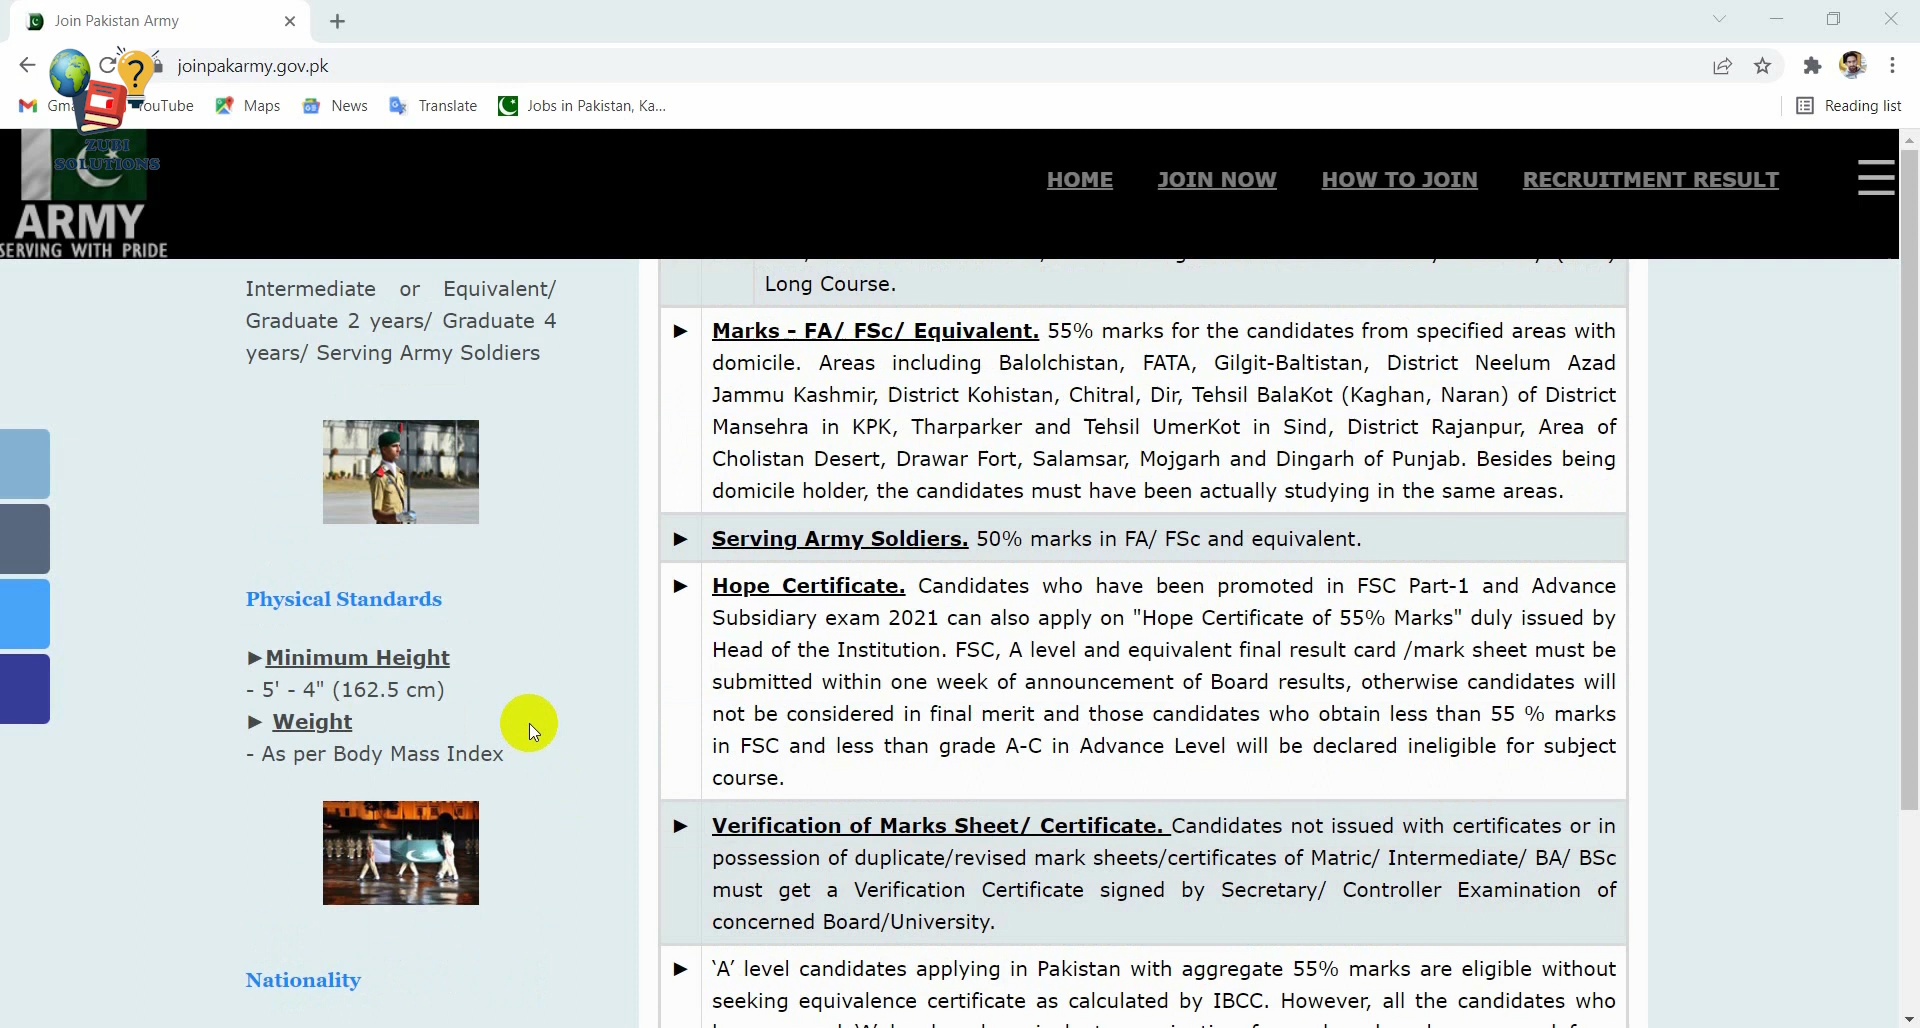 Join Pakistan Army
joinpakarmy.gov.pk
YouTube
Maps
News
Translate
Jobs in Pakistan, Ka...
Reading list
ZUBI
SOLUTIONS
ARMY
SERVING WITH PRIDE
HOME
JOIN NOW
HOW TO JOIN
RECRUITMENT RESULT
Intermediate or Equivalent/
Graduate 2 years/ Graduate 4
years/ Serving Army Soldiers
Physical Standards
►Minimum Height
- 5' - 4" (162.5 cm)
► Weight
- As per Body Mass Index
Nationality
Long Course.
► Marks - FA/ FSc/ Equivalent. 55% marks for the candidates from specified areas with
domicile. Areas including Balolchistan, FATA, Gilgit-Baltistan, District Neelum Azad
Jammu Kashmir, District Kohistan, Chitral, Dir, Tehsil BalaKot (Kaghan, Naran) of District
Mansehra in KPK, Tharparker and Tehsil UmerKot in Sind, District Rajanpur, Area of
Cholistan Desert, Drawar Fort, Salamsar, Mojgarh and Dingarh of Punjab. Besides being
domicile holder, the candidates must have been actually studying in the same areas.
► Serving Army Soldiers. 50% marks in FA/ FSc and equivalent.
► Hope Certificate. Candidates who have been promoted in FSC Part-1 and Advance
Subsidiary exam 2021 can also apply on "Hope Certificate of 55% Marks" duly issued by
Head of the Institution. FSC, A level and equivalent final result card /mark sheet must be
submitted within one week of announcement of Board results, otherwise candidates will
not be considered in final merit and those candidates who obtain less than 55 % marks
in FSC and less than grade A-C in Advance Level will be declared ineligible for subject
course.
► Verification of Marks Sheet/ Certificate. Candidates not issued with certificates or in
possession of duplicate/revised mark sheets/certificates of Matric/ Intermediate/ BA/ BSc
must get a Verification Certificate signed by Secretary/ Controller Examination of
concerned Board/University.
► ‘A’ level candidates applying in Pakistan with aggregate 55% marks are eligible without
seeking equivalence certificate as calculated by IBCC. However, all the candidates who